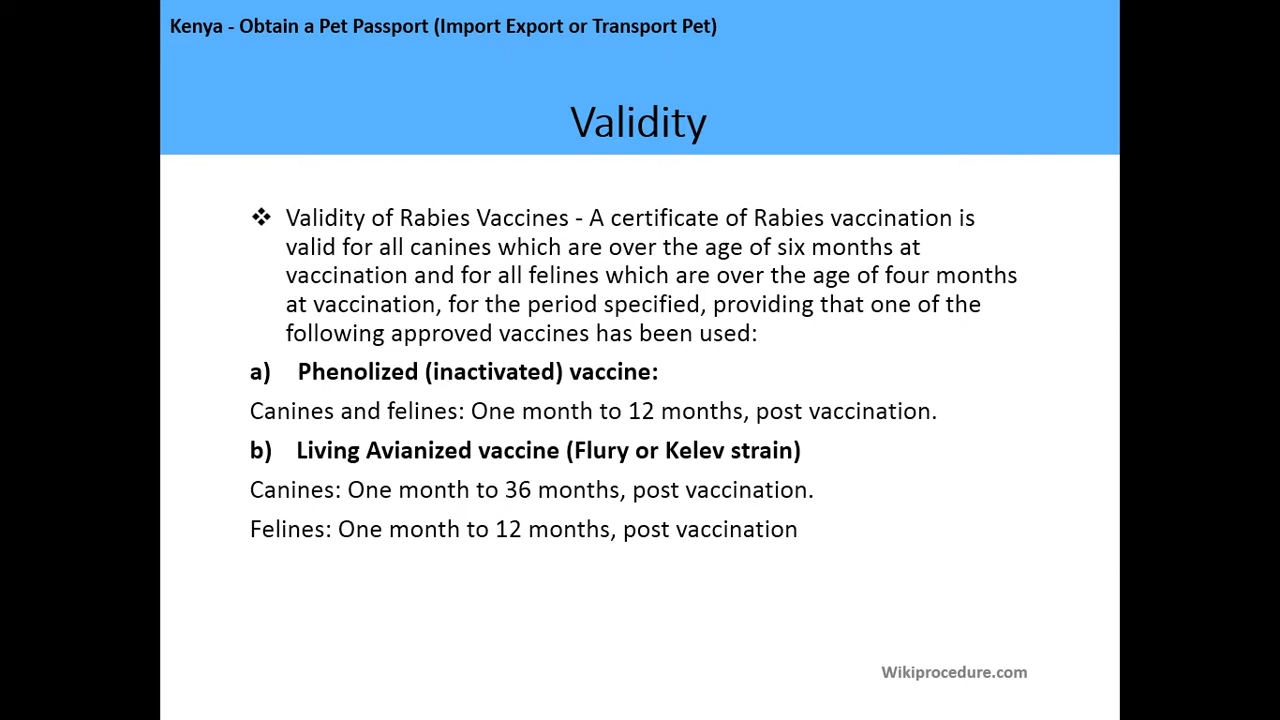 Kenya - Obtain a Pet Passport (Import Export or Transport Pet)
Validity
❖ Validity of Rabies Vaccines - A certificate of Rabies vaccination is
valid for all canines which are over the age of six months at
vaccination and for all felines which are over the age of four months
at vaccination, for the period specified, providing that one of the
following approved vaccines has been used:
a) Phenolized (inactivated) vaccine:
Canines and felines: One month to 12 months, post vaccination.
b) Living Avianized vaccine (Flury or Kelev strain)
Canines: One month to 36 months, post vaccination.
Felines: One month to 12 months, post vaccination
Wikiprocedure.com